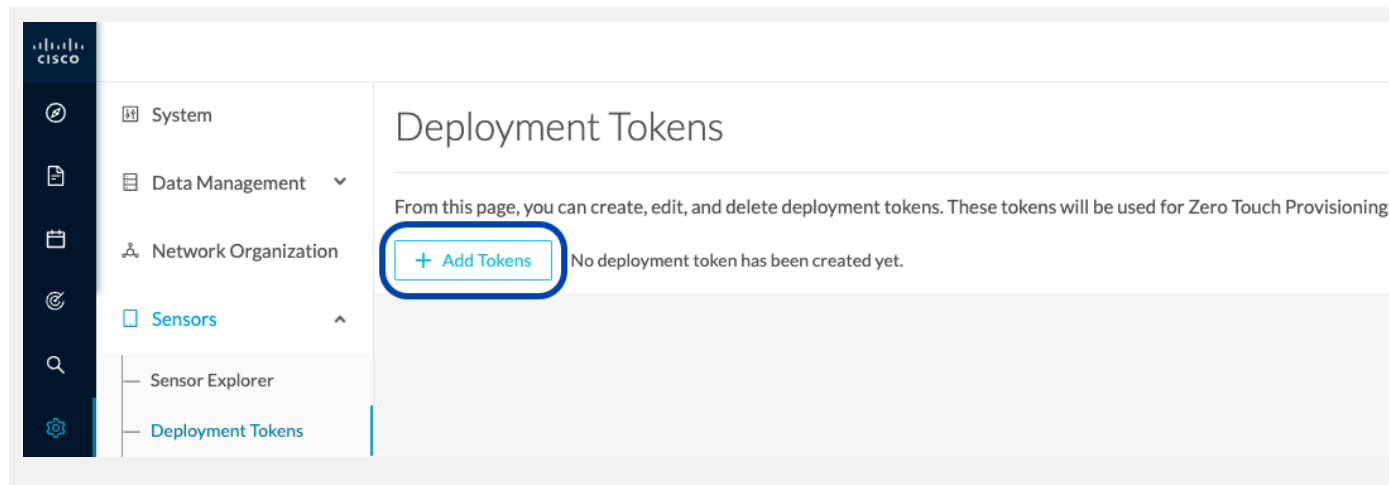 CISCO
System
Data Management
Network Organization
Sensors
Sensor Explorer
Deployment Tokens
Deployment Tokens
From this page, you can create, edit, and delete deployment tokens. These tokens will be used for Zero Touch Provisioning
+ Add Tokens No deployment token has been created yet.